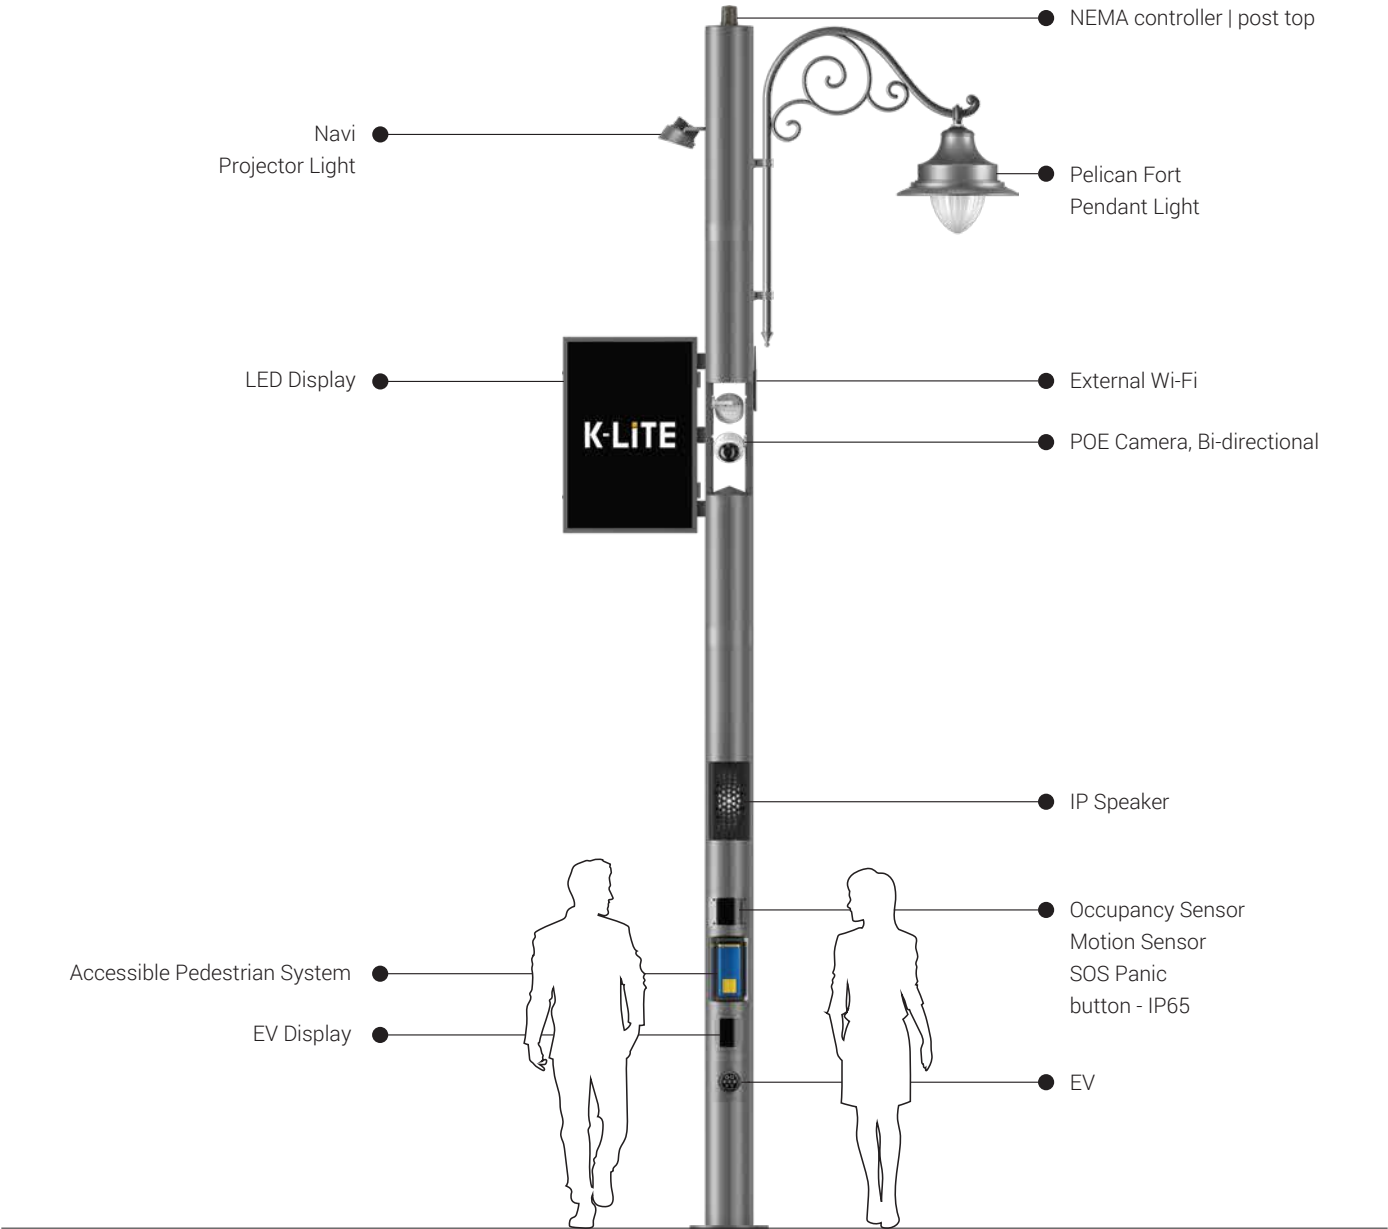 NEMA controller | post top
Navi
Projector Light
Pelican Fort
Pendant Light
LED Display
External Wi-Fi
K-LiTE
POE Camera, Bi-directional
IP Speaker
Occupancy Sensor
Motion Sensor
SOS Panic
button - IP65
Accessible Pedestrian System
EV Display
EV